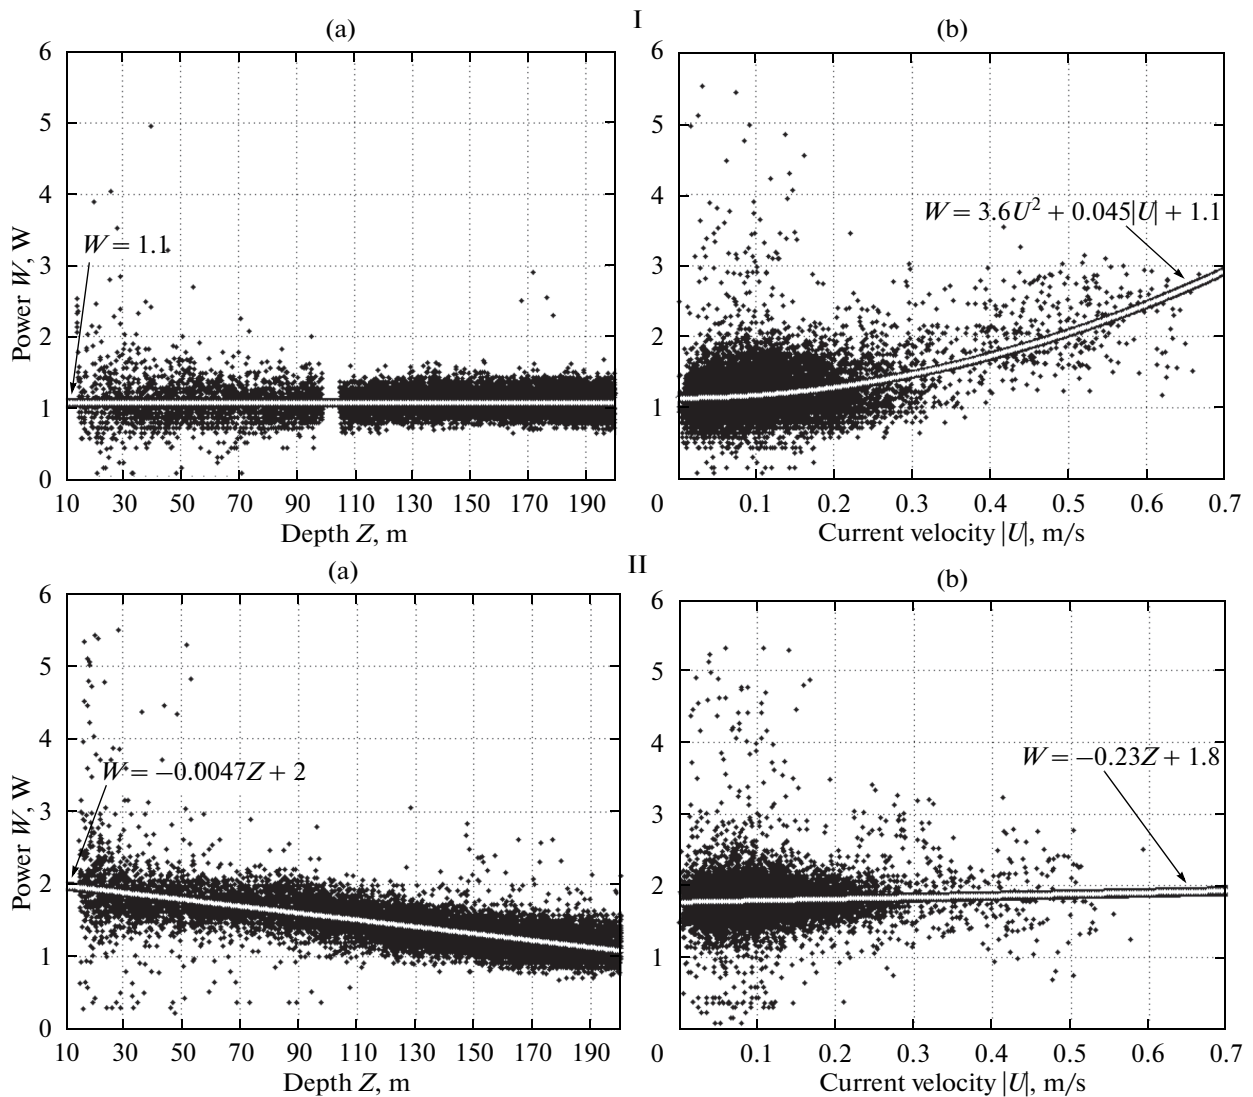 I
(a)
(b)
6
5
4
3
2
1
0
Power W, W
W = 1.1
10 30 50 70 90 110 130 150 170 190
Depth Z, m
6
5
4
3
2
1
0
W = 3.6U² + 0.045|U| + 1.1
0.1 0.2 0.3 0.4 0.5 0.6 0.7
Current velocity |U|, m/s
II
(a)
(b)
6
5
4
3
2
1
0
Power W, W
W = −0.0047Z + 2
10 30 50 70 90 110 130 150 170 190
Depth Z, m
6
5
4
3
2
1
0
W = −0.23Z + 1.8
0.1 0.2 0.3 0.4 0.5 0.6 0.7
Current velocity |U|, m/s